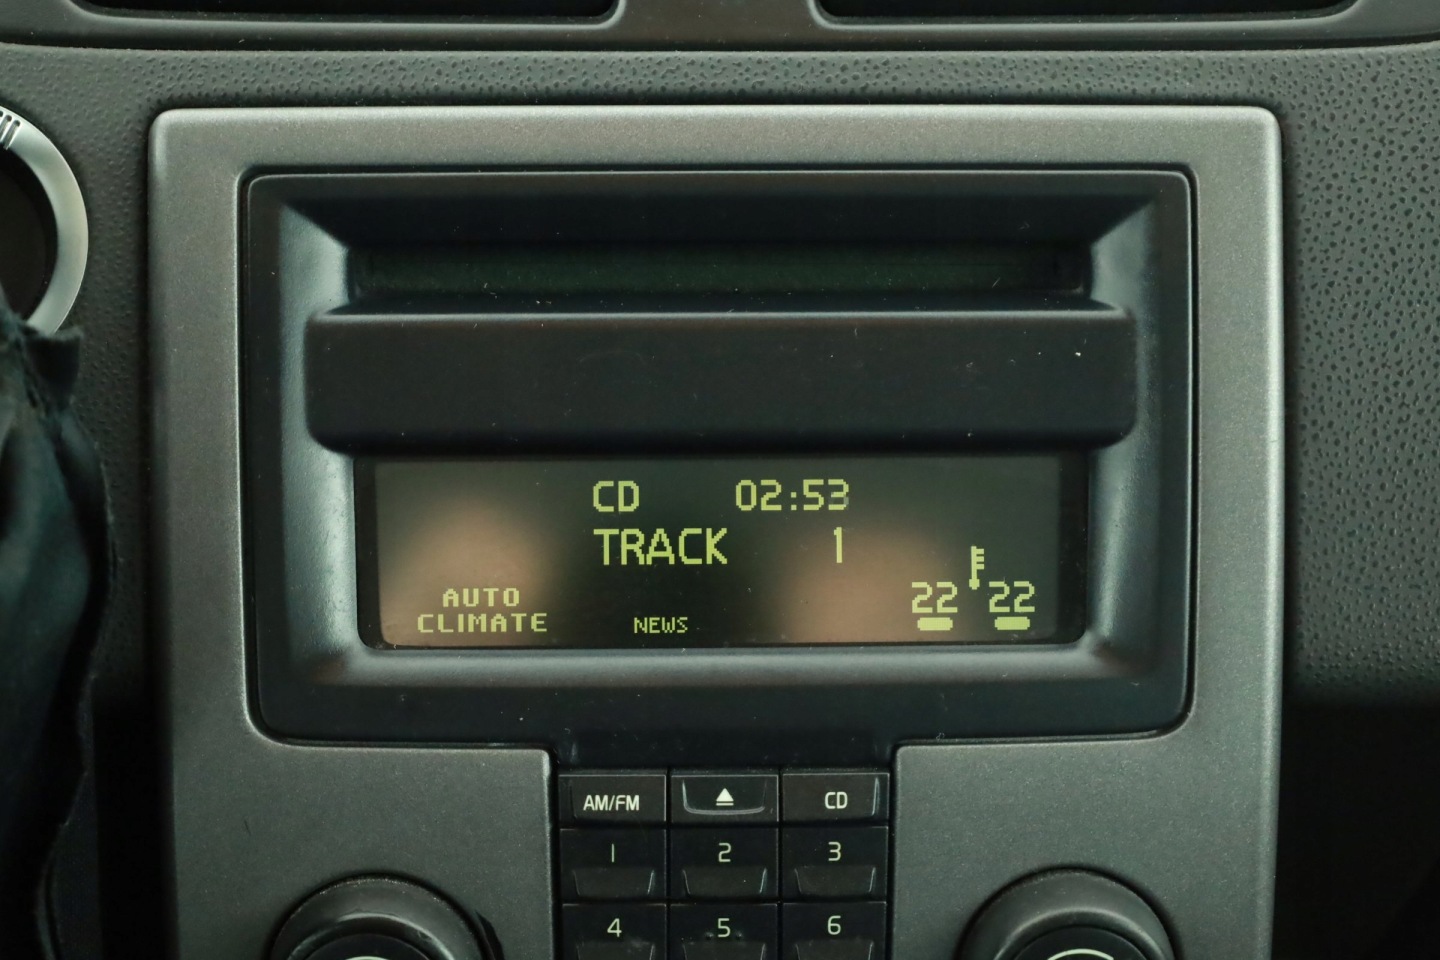 CD 02:53
TRACK 1
22 22
AUTO
CLIMATE
NEWS
AM/FM CD
1 2 3
4 5 6